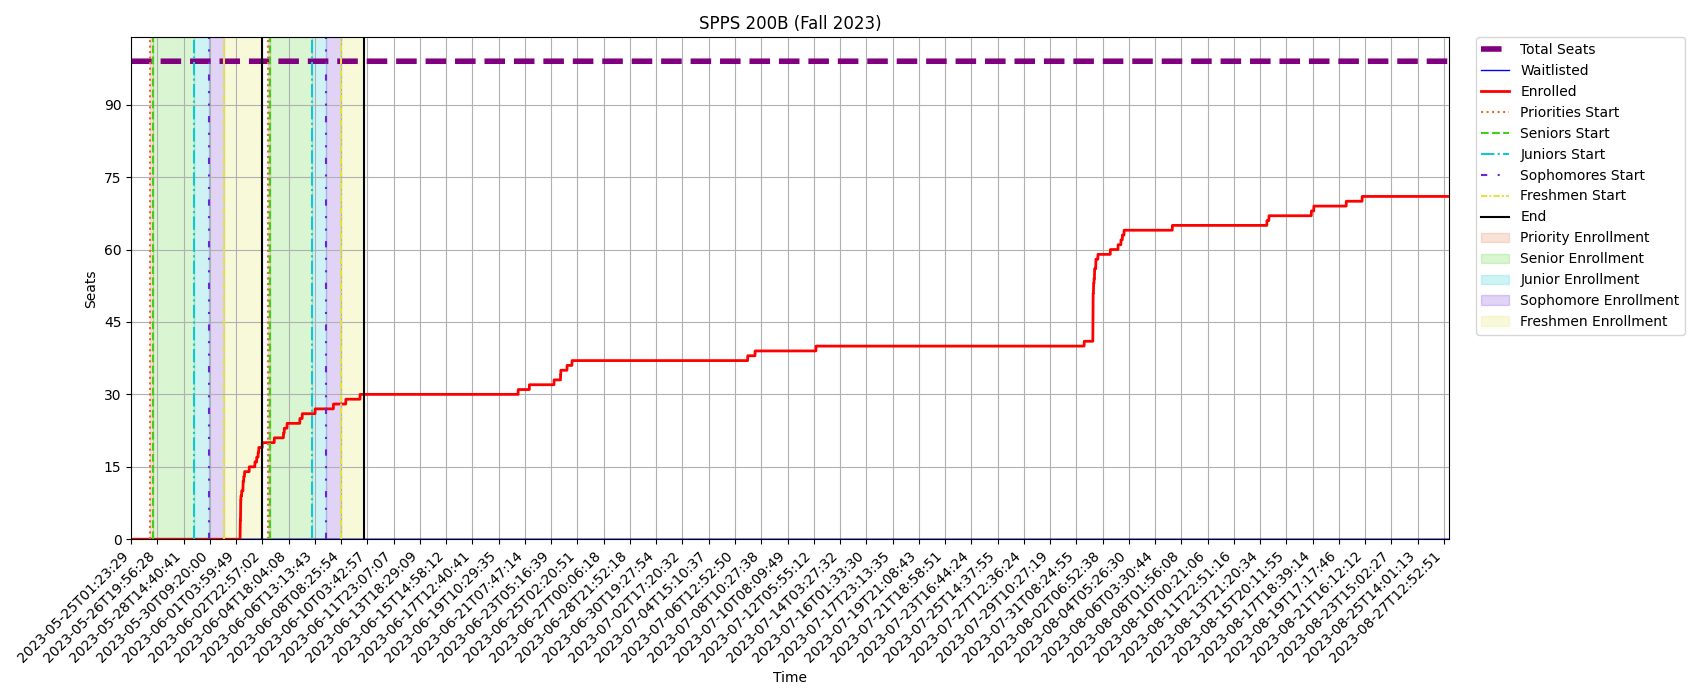 SPPS 200B (Fall 2023)
Total Seats
Waitlisted
Enrolled
Priorities Start
Seniors Start
Juniors Start
Sophomores Start
Freshmen Start
End
Priority Enrollment
Senior Enrollment
Junior Enrollment
Sophomore Enrollment
Freshmen Enrollment
Seats
90
75
60
45
30
15
0
2023-05-25T01:23:29
2023-05-26T19:56:28
2023-05-28T14:40:41
2023-05-30T09:20:00
2023-06-01T03:59:49
2023-06-02T22:57:02
2023-06-04T18:04:08
2023-06-06T13:13:43
2023-06-08T08:25:54
2023-06-10T03:42:57
2023-06-11T23:07:07
2023-06-13T18:29:09
2023-06-15T14:58:12
2023-06-17T12:40:41
2023-06-19T10:29:35
2023-06-21T07:47:14
2023-06-23T05:16:39
2023-06-25T02:20:51
2023-06-27T00:06:18
2023-06-28T21:52:18
2023-06-30T19:27:54
2023-07-02T17:20:32
2023-07-04T15:10:37
2023-07-06T12:52:50
2023-07-08T10:27:38
2023-07-10T08:09:49
2023-07-12T05:55:12
2023-07-14T03:27:32
2023-07-16T01:33:30
2023-07-17T23:13:35
2023-07-19T21:08:43
2023-07-21T18:58:51
2023-07-23T16:44:24
2023-07-25T14:37:55
2023-07-27T12:36:24
2023-07-29T10:27:19
2023-07-31T08:24:55
2023-08-02T06:52:38
2023-08-04T05:26:30
2023-08-06T03:30:44
2023-08-08T01:56:08
2023-08-10T00:21:06
2023-08-11T22:51:16
2023-08-13T21:20:34
2023-08-15T20:11:55
2023-08-17T18:39:14
2023-08-19T17:17:46
2023-08-21T16:12:12
2023-08-23T15:02:27
2023-08-25T14:01:13
2023-08-27T12:52:51
Time